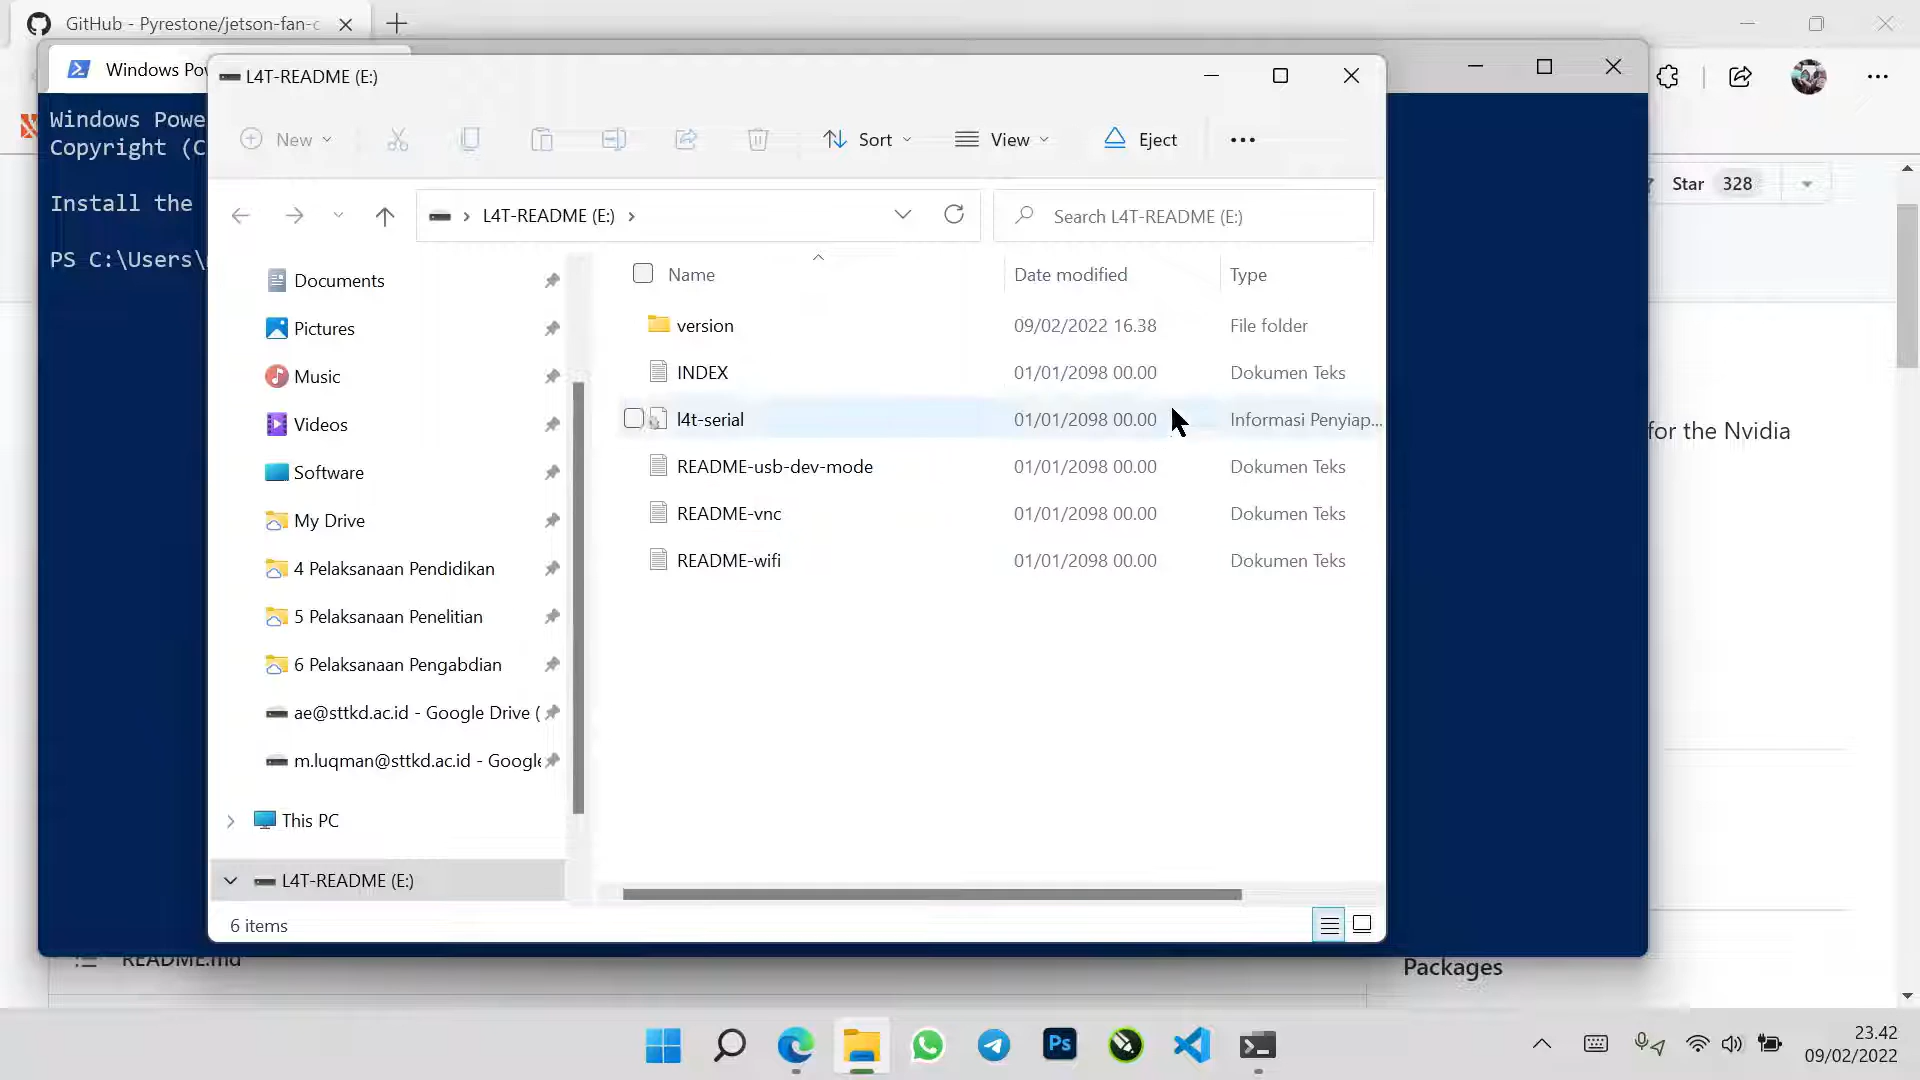 GitHub - Pyrestone/jetson-fan-c
Windows Pow
L4T-README (E:)
Windows Powe
Copyright (C
Install the
PS C:\Users\
New
Sort
View
Eject
Star 328
L4T-README (E:)
Search L4T-README (E:)
Documents
Pictures
Music
Videos
Software
My Drive
4 Pelaksanaan Pendidikan
5 Pelaksanaan Penelitian
6 Pelaksanaan Pengabdian
ae@sttkd.ac.id - Google Drive (
m.luqman@sttkd.ac.id - Google
This PC
L4T-README (E:)
6 items
Name Date modified Type
version 09/02/2022 16.38 File folder
INDEX 01/01/2098 00.00 Dokumen Teks
l4t-serial 01/01/2098 00.00 Informasi Penyiap...
README-usb-dev-mode 01/01/2098 00.00 Dokumen Teks
README-vnc 01/01/2098 00.00 Dokumen Teks
README-wifi 01/01/2098 00.00 Dokumen Teks
for the Nvidia
README.md
Packages
Ps
23.42
09/02/2022